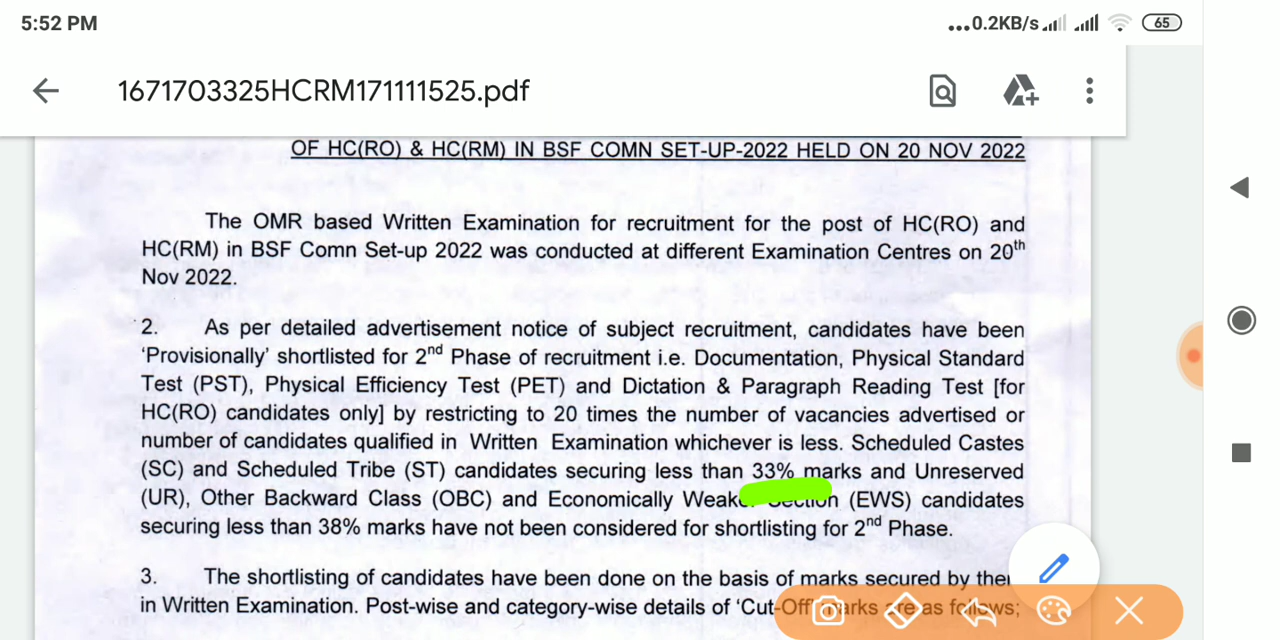 5:52 PM
...0.2KB/s
65
1671703325HCRM171111525.pdf
OF HC(RO) & HC(RM) IN BSF COMN SET-UP-2022 HELD ON 20 NOV 2022
The OMR based Written Examination for recruitment for the post of HC(RO) and
HC(RM) in BSF Comn Set-up 2022 was conducted at different Examination Centres on 20th
Nov 2022.
2. As per detailed advertisement notice of subject recruitment, candidates have been
'Provisionally' shortlisted for 2nd Phase of recruitment i.e. Documentation, Physical Standard
Test (PST), Physical Efficiency Test (PET) and Dictation & Paragraph Reading Test [for
HC(RO) candidates only] by restricting to 20 times the number of vacancies advertised or
number of candidates qualified in Written Examination whichever is less. Scheduled Castes
(SC) and Scheduled Tribe (ST) candidates securing less than 33% marks and Unreserved
(UR), Other Backward Class (OBC) and Economically Weaker Section (EWS) candidates
securing less than 38% marks have not been considered for shortlisting for 2nd Phase.
3. The shortlisting of candidates have been done on the basis of marks secured by them
in Written Examination. Post-wise and category-wise details of 'Cut-Off' marks are as follows;